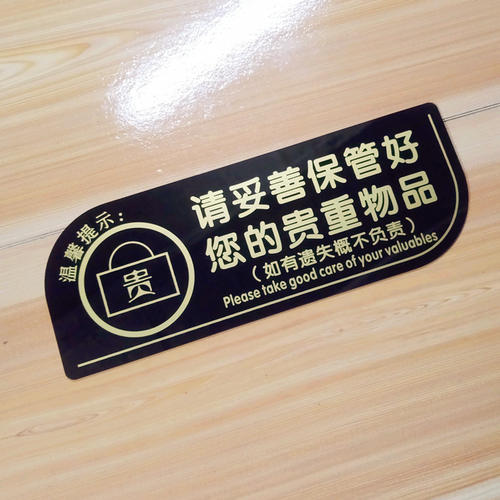 温馨提示：
贵
请妥善保管好
您的贵重物品
（如有遗失概不负责）
Please take good care of your valuables